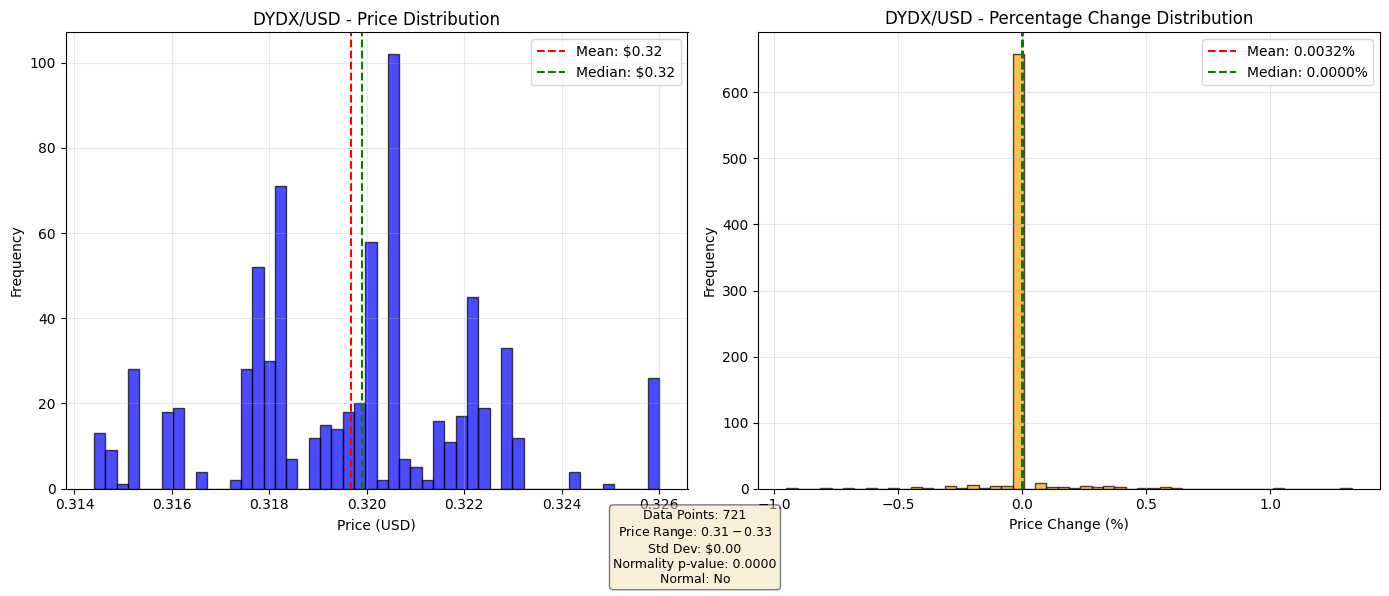 DYDX/USD - Price Distribution
Mean: $0.32
Median: $0.32
Frequency
100
80
60
40
20
0
0.314
0.316
0.318
0.320
0.322
0.324
0.326
Price (USD)
DYDX/USD - Percentage Change Distribution
Mean: 0.0032%
Median: 0.0000%
Frequency
600
500
400
300
200
100
0
−1.0
−0.5
0.0
0.5
1.0
Price Change (%)
Data Points: 721
Price Range: 0.31 − 0.33
Std Dev: $0.00
Normality p-value: 0.0000
Normal: No